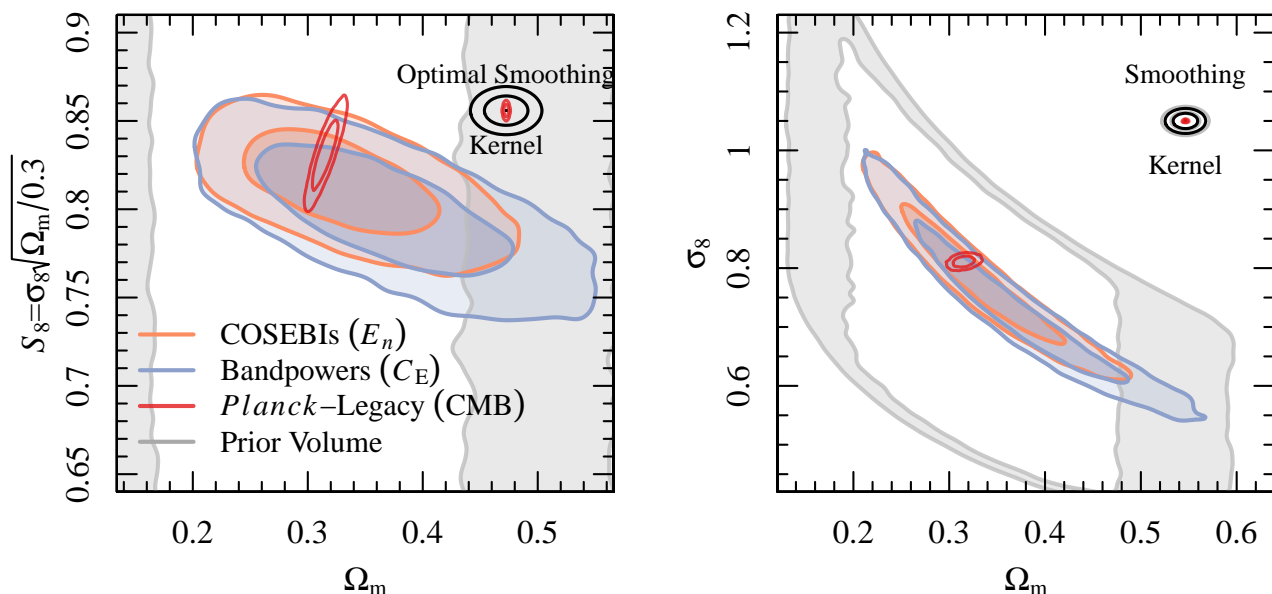 0.9
0.85
0.8
0.75
0.7
0.65
S₈=σ₈√Ωₘ/0.3
Optimal Smoothing
Kernel
COSEBIs (Eₙ)
Bandpowers (C_E)
Planck–Legacy (CMB)
Prior Volume
0.2 0.3 0.4 0.5
Ωₘ
1.2
1
0.8
0.6
σ₈
Smoothing
Kernel
0.2 0.3 0.4 0.5 0.6
Ωₘ